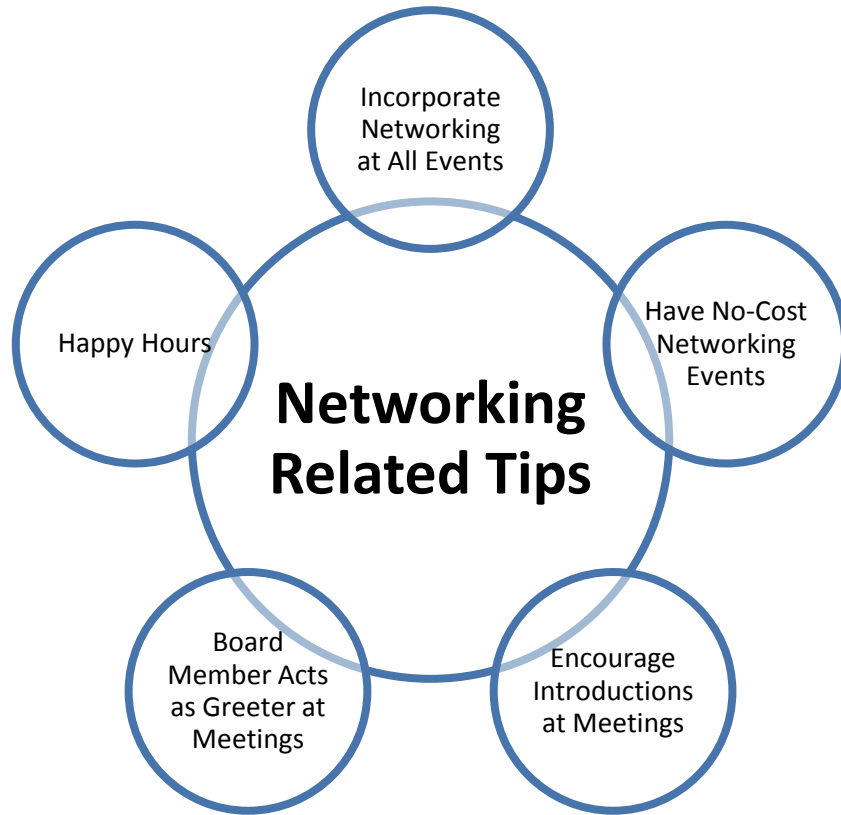 Incorporate
Networking
at All Events
Have No-Cost
Networking
Events
Encourage
Introductions
at Meetings
Board
Member Acts
as Greeter at
Meetings
Happy Hours
Networking
Related Tips